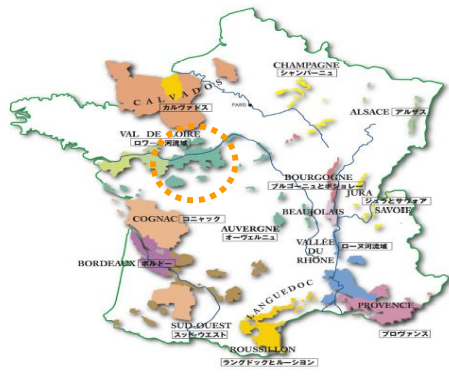 CHAMPAGNE
シャンパーニュ
CALVADOS
カルヴァドス
PARIS
ALSACE アルザス
VAL DE LOIRE
ロワール河流域
BOURGOGNE
ブルゴーニュとボジョレー
JURA
ジュラとサヴォア
SAVOIE
BEAUJOLAIS
COGNAC コニャック
AUVERGNE
オーヴェルニュ
VALLÉE
DU
RHÔNE
ローヌ河流域
BORDEAUX ボルドー
LANGUEDOC
PROVENCE
プロヴァンス
SUD OUEST
スッド・ウエスト
ROUSSILLON
ラングドックとルーション